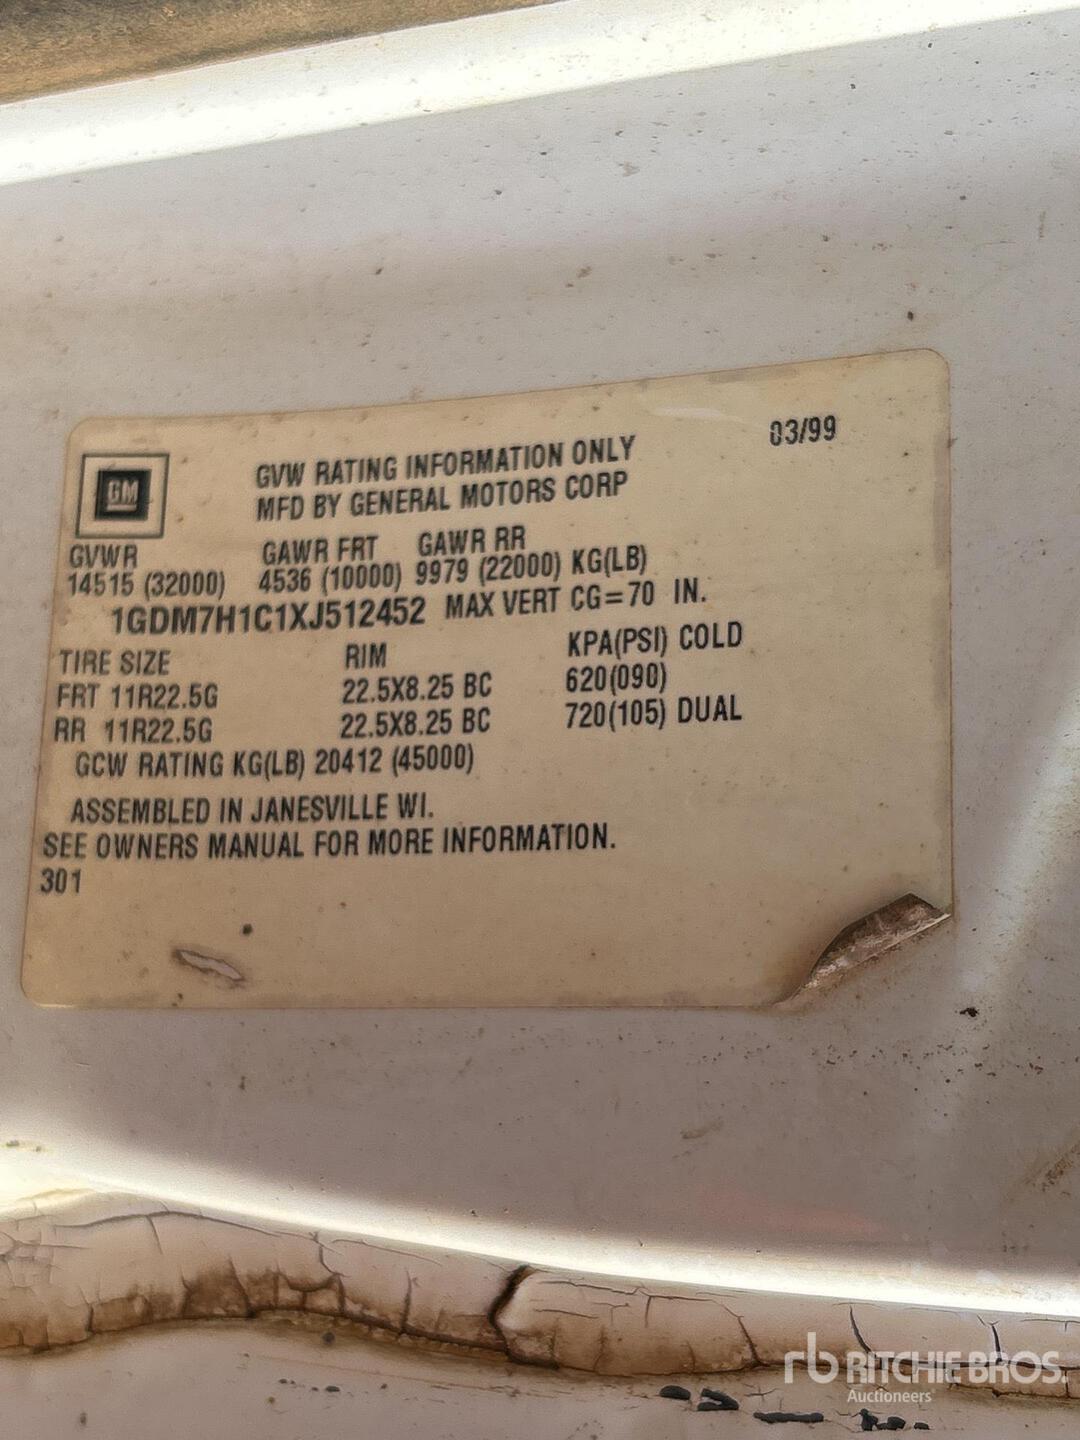 03/99
GM
GVW RATING INFORMATION ONLY
MFD BY GENERAL MOTORS CORP
GVWR GAWR FRT GAWR RR
14515 (32000) 4536 (10000) 9979 (22000) KG(LB)
1GDM7H1C1XJ512452 MAX VERT CG=70 IN.
TIRE SIZE RIM KPA(PSI) COLD
FRT 11R22.5G 22.5X8.25 BC 620(090)
RR 11R22.5G 22.5X8.25 BC 720(105) DUAL
GCW RATING KG(LB) 20412 (45000)
ASSEMBLED IN JANESVILLE WI.
SEE OWNERS MANUAL FOR MORE INFORMATION.
301
rb RITCHIE BROS.
Auctioneers